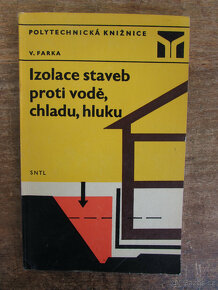 POLYTECHNICKÁ KNIŽNICE
V. FARKA
Izolace staveb
proti vodě,
chladu, hluku
SNTL